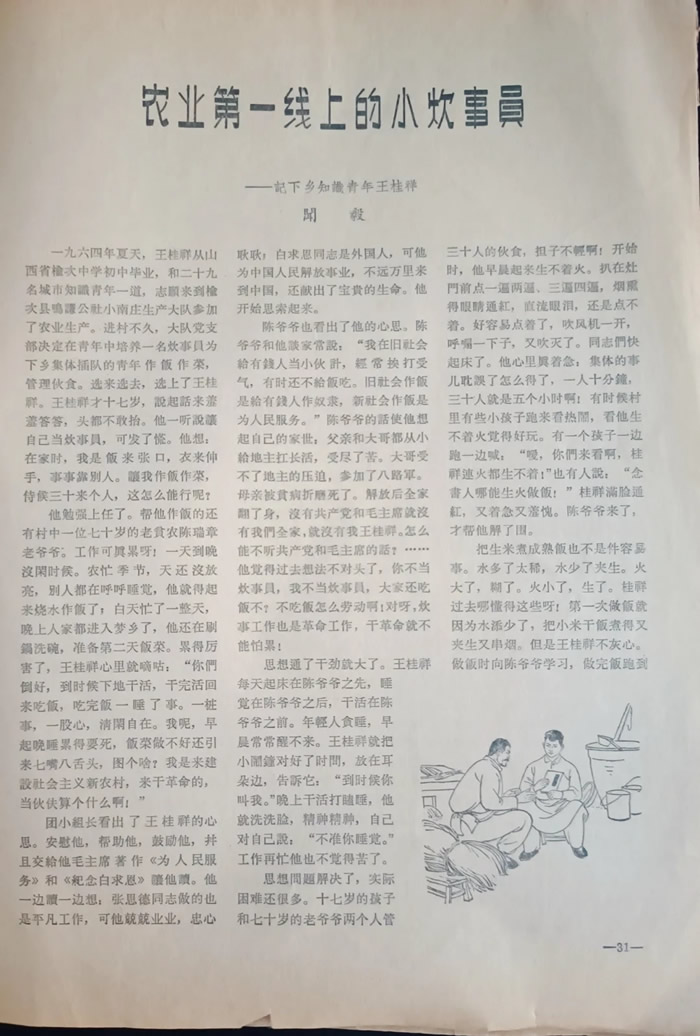 农业第一线上的小炊事員
——記下乡知識青年王桂祥
聞　毅
一九六四年夏天，王桂祥从山
西省榆次中学初中毕业，和二十九
名城市知識青年一道，志願来到榆
次县鳴謙公社小南庄生产大队参加
了农业生产。进村不久，大队党支
部决定在青年中培养一名炊事員为
下乡集体插队的青年作飯作菜，
管理伙食。选来选去，选上了王桂
祥。王桂祥才十七岁，說起話来羞
羞答答，头都不敢抬。他一听說讓
自己当炊事員，可发了慌。他想：
在家时，我是飯来张口，衣来伸
手，事事靠別人。讓我作飯作菜，
侍候三十来个人，这怎么能行呢？
他勉强上任了。帮他作飯的还
有村中一位七十岁的老貧农陈瑞章
老爷爷。工作可眞累呀！一天到晚
沒閑时候。农忙季节，天还沒放
亮，別人都在呼呼睡觉，他就得起
来烧水作飯了；白天忙了一整天，
晚上人家都进入梦乡了，他还在刷
鍋洗碗，准备第二天飯菜。累得厉
害了，王桂祥心里就嘀咕：“你們
倒好，到时候下地干活，干完活回
来吃飯，吃完飯一睡了事。一桩
事，一股心，清閑自在。我呢，早
起晚睡累得要死，飯菜做不好还引
来七嘴八舌头，图个啥？我是来建
設社会主义新农村，来干革命的，
当伙伕算个什么啊！”
团小組长看出了王桂祥的心
思。安慰他，帮助他，鼓励他，幷
且交給他毛主席著作《为人民服
务》和《紀念白求恩》讓他讀。他
一边讀一边想：张思德同志做的也
是平凡工作，可他兢兢业业，忠心
耿耿；白求恩同志是外国人，可他
为中国人民解放事业，不远万里来
到中国，还献出了宝貴的生命。他
开始思索起来。
陈爷爷也看出了他的心思。陈
爷爷和他談家常說：“我在旧社会
給有錢人当小伙計，經常挨打受
气，有时还不給飯吃。旧社会作飯
是給有錢人作奴隶，新社会作飯是
为人民服务。”陈爷爷的話使他想
起自己的家世：父亲和大哥都从小
給地主扛长活，受尽了苦。大哥受
不了地主的压迫，参加了八路軍。
母亲被貧病折磨死了。解放后全家
翻了身，沒有共产党和毛主席就沒
有我們全家，就沒有我王桂祥。怎么
能不听共产党和毛主席的話？……
他觉得过去想法不对头了，你不当
炊事員，我不当炊事員，大家还吃
飯不？不吃飯怎么劳动啊！对呀，炊
事工作也是革命工作，干革命就不
能怕累！
思想通了干劲就大了。王桂祥
每天起床在陈爷爷之先，睡
觉在陈爷爷之后，干活在陈
爷爷之前。年輕人貪睡，早
晨常常醒不来。王桂祥就把
小鬧鐘对好了时間，放在耳
朵边，告訴它：“到时候你
叫我。”晚上干活打瞌睡，他
就洗洗脸，精神精神，自己
对自己說：“不准你睡觉。”
工作再忙他也不觉得苦了。
思想問題解决了，实际
困难还很多。十七岁的孩子
和七十岁的老爷爷两个人管
三十人的伙食，担子不輕啊！开始
时，他早晨起来生不着火。扒在灶
門前点一遍两遍、三遍四遍，烟熏
得眼睛通紅，直流眼泪，还是点不
着。好容易点着了，吹风机一开，
呼嘟一下子，又吹灭了。同志們快
起床了。他心里眞着急：集体的事
儿耽誤了怎么得了，一人十分鐘，
三十人就是五个小时啊！有时候村
里有些小孩子跑来看热鬧，看他生
不着火觉得好玩。有一个孩子一边
跑一边喊：“嗳，你們来看啊，桂
祥連火都生不着！”也有人說：“念
書人哪能生火做飯！”桂祥满脸通
紅，又着急又羞愧。陈爷爷来了，
才帮他解了围。
把生米煮成熟飯也不是件容易
事。水多了太稀，水少了夹生。火
大了，糊了。火小了，生了。桂祥
过去哪懂得这些呀！第一次做飯就
因为水添少了，把小米干飯煮得又
夹生又串烟。但是王桂祥不灰心。
做飯时向陈爷爷学习，做完飯跑到
—31—